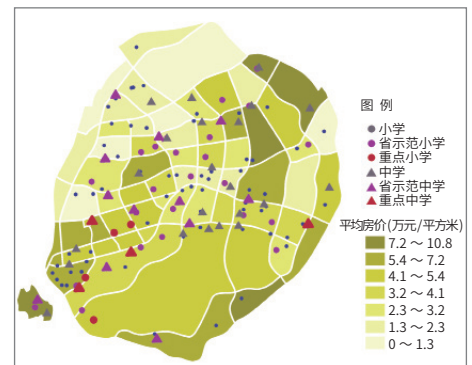 图 例
小学
省示范小学
重点小学
中学
省示范中学
重点中学
平均房价(万元/平方米)
7.2～10.8
5.4～7.2
4.1～5.4
3.2～4.1
2.3～3.2
1.3～2.3
0～1.3